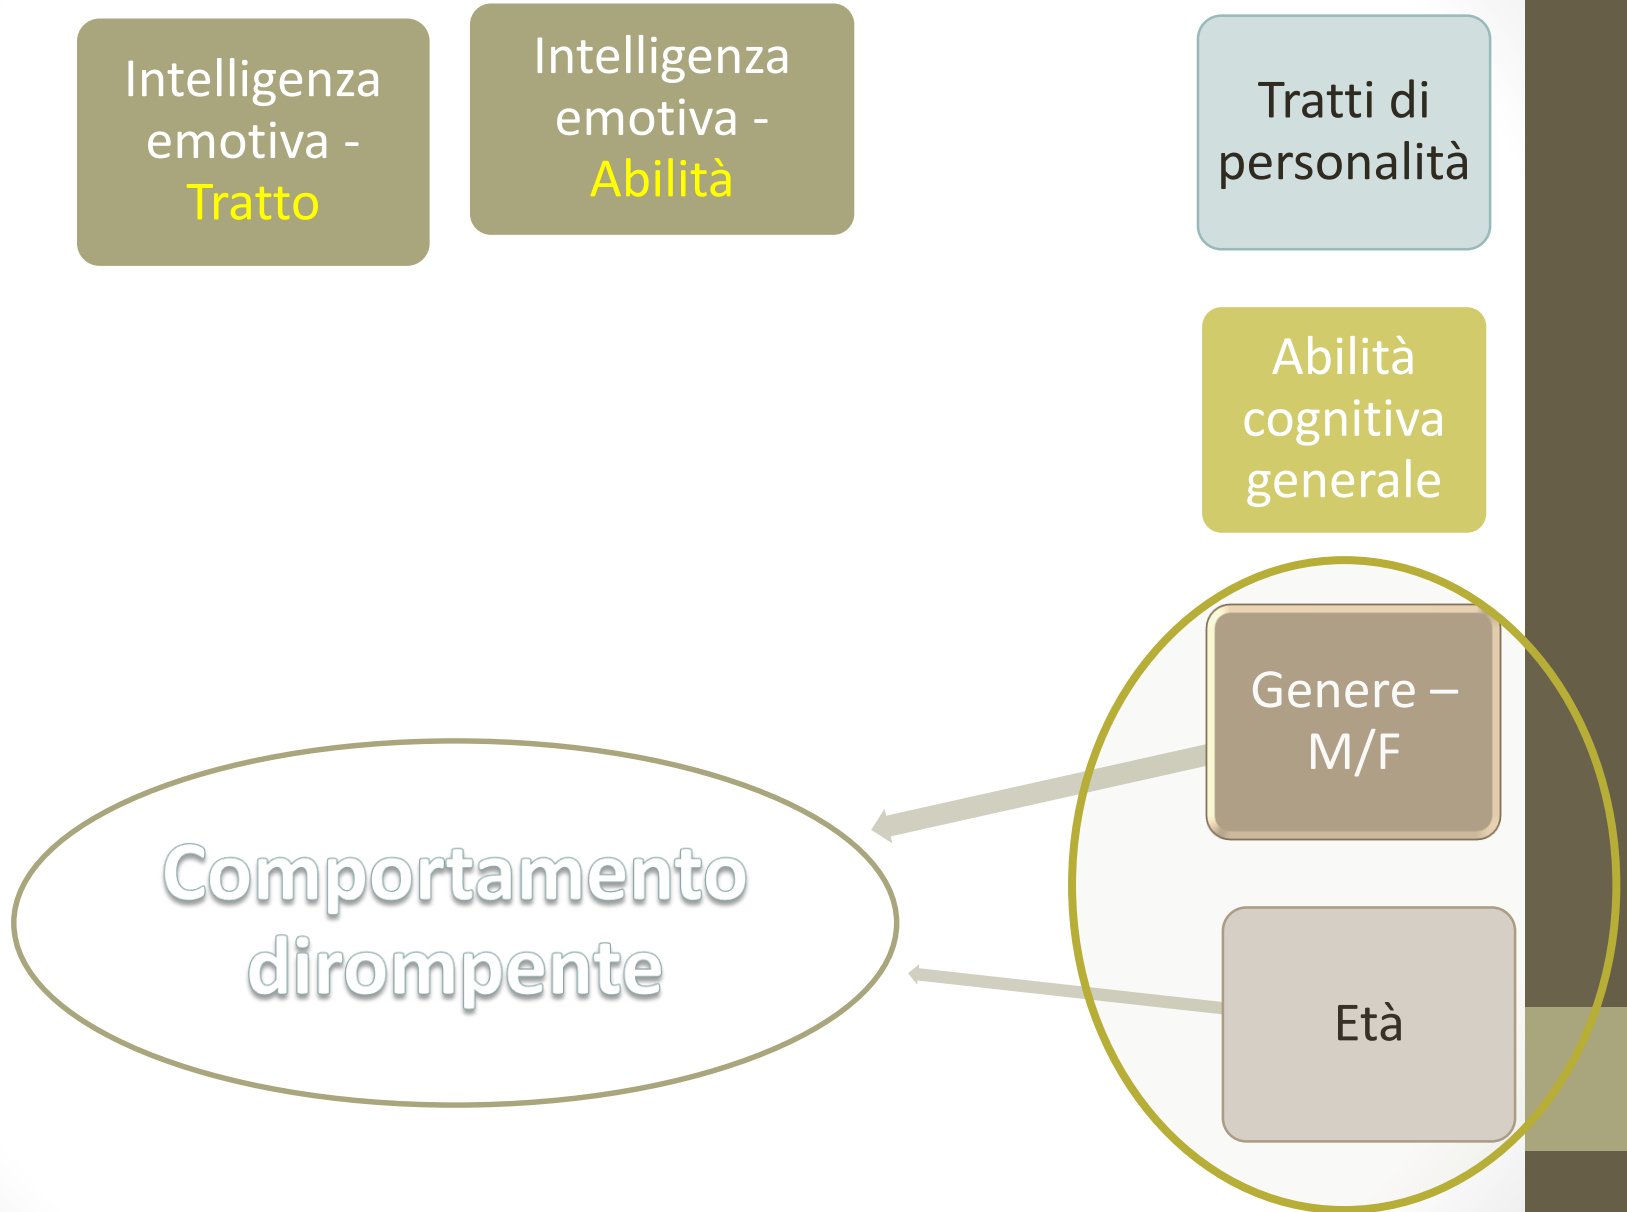 Intelligenza
emotiva -
Tratto
Intelligenza
emotiva -
Abilità
Tratti di
personalità
Abilità
cognitiva
generale
Genere –
M/F
Comportamento
dirompente
Età